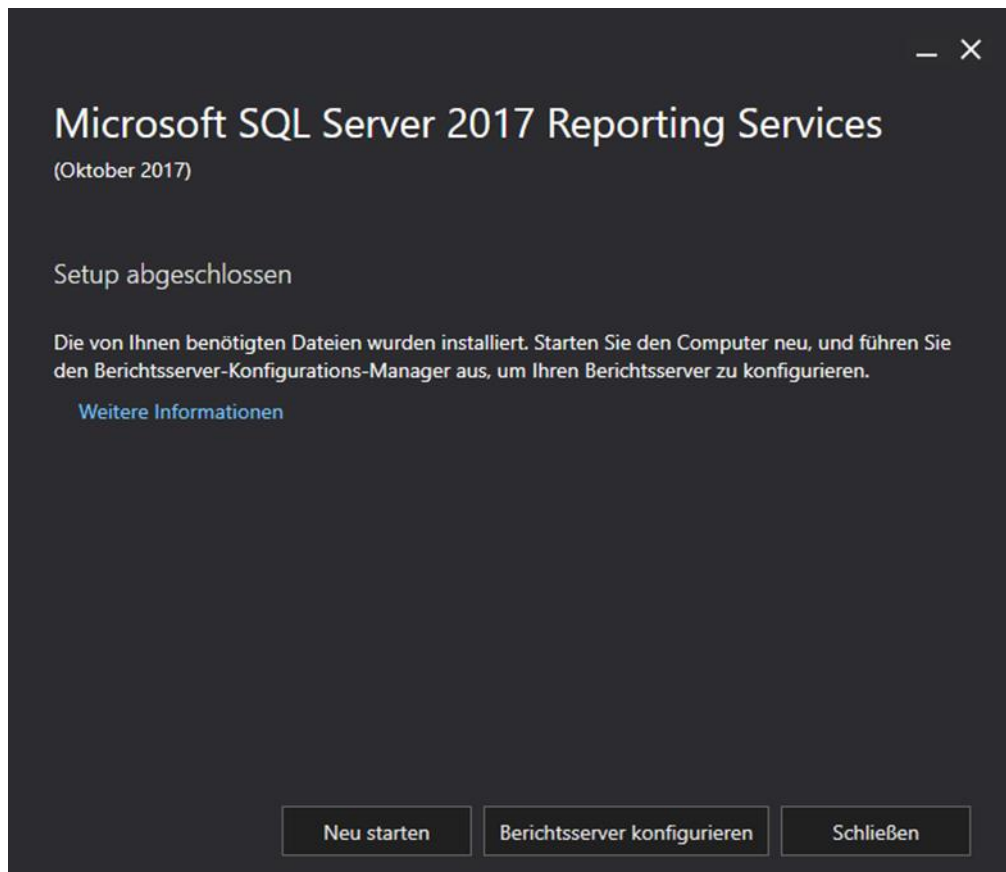 Microsoft SQL Server 2017 Reporting Services
(Oktober 2017)
Setup abgeschlossen
Die von Ihnen benötigten Dateien wurden installiert. Starten Sie den Computer neu, und führen Sie
den Berichtsserver-Konfigurations-Manager aus, um Ihren Berichtsserver zu konfigurieren.
Weitere Informationen
Neu starten
Berichtsserver konfigurieren
Schließen